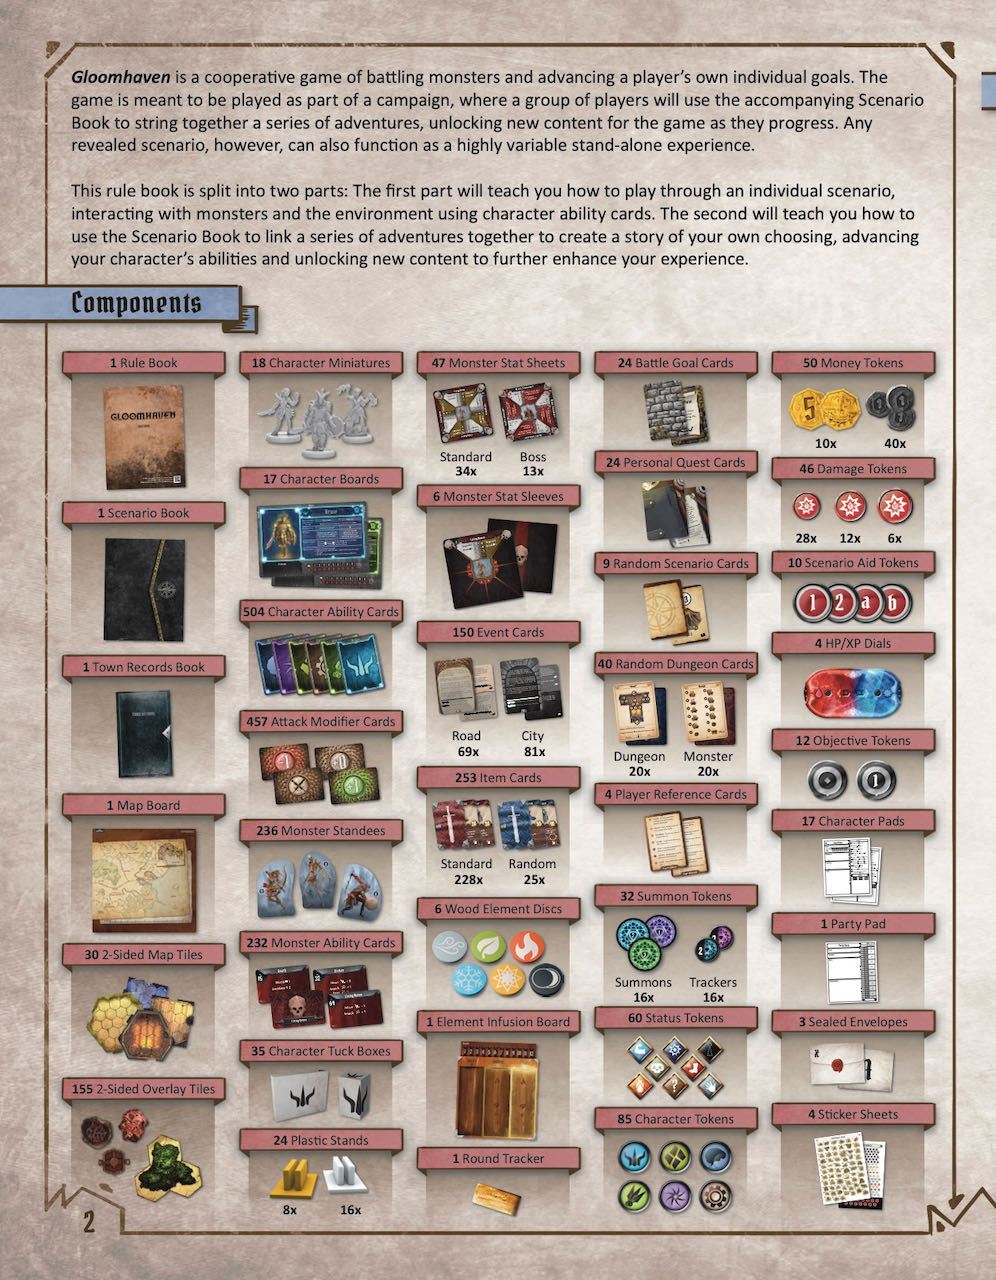 Gloomhaven is a cooperative game of battling monsters and advancing a player's own individual goals. The
game is meant to be played as part of a campaign, where a group of players will use the accompanying Scenario
Book to string together a series of adventures, unlocking new content for the game as they progress. Any
revealed scenario, however, can also function as a highly variable stand-alone experience.
This rule book is split into two parts: The first part will teach you how to play through an individual scenario,
interacting with monsters and the environment using character ability cards. The second will teach you how to
use the Scenario Book to link a series of adventures together to create a story of your own choosing, advancing
your character's abilities and unlocking new content to further enhance your experience.
Components
1 Rule Book
GLOOMHAVEN
1 Scenario Book
1 Town Records Book
1 Map Board
30 2-Sided Map Tiles
155 2-Sided Overlay Tiles
18 Character Miniatures
17 Character Boards
Brute
504 Character Ability Cards
457 Attack Modifier Cards
236 Monster Standees
232 Monster Ability Cards
35 Character Tuck Boxes
24 Plastic Stands
8x 16x
47 Monster Stat Sheets
Standard Boss
34x 13x
6 Monster Stat Sleeves
150 Event Cards
Road City
69x 81x
253 Item Cards
Standard Random
228x 25x
6 Wood Element Discs
1 Element Infusion Board
1 Round Tracker
24 Battle Goal Cards
24 Personal Quest Cards
9 Random Scenario Cards
40 Random Dungeon Cards
Dungeon Monster
20x 20x
4 Player Reference Cards
32 Summon Tokens
2
Summons Trackers
16x 16x
60 Status Tokens
85 Character Tokens
50 Money Tokens
5
10x 40x
46 Damage Tokens
28x 12x 6x
10 Scenario Aid Tokens
1 2 a b
4 HP/XP Dials
12 Objective Tokens
1
17 Character Pads
1 Party Pad
3 Sealed Envelopes
4 Sticker Sheets
2